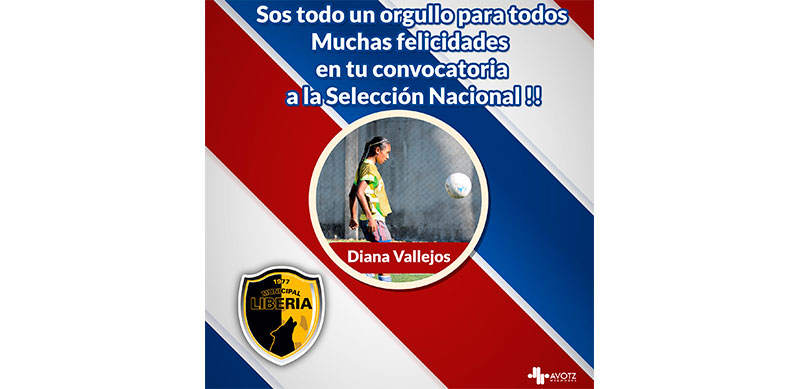 Sos todo un orgullo para todos
Muchas felicidades
en tu convocatoria
a la Selección Nacional !!
Diana Vallejos
1977
MUNICIPAL
LIBERIA
AVOTZ
WEBWORKS